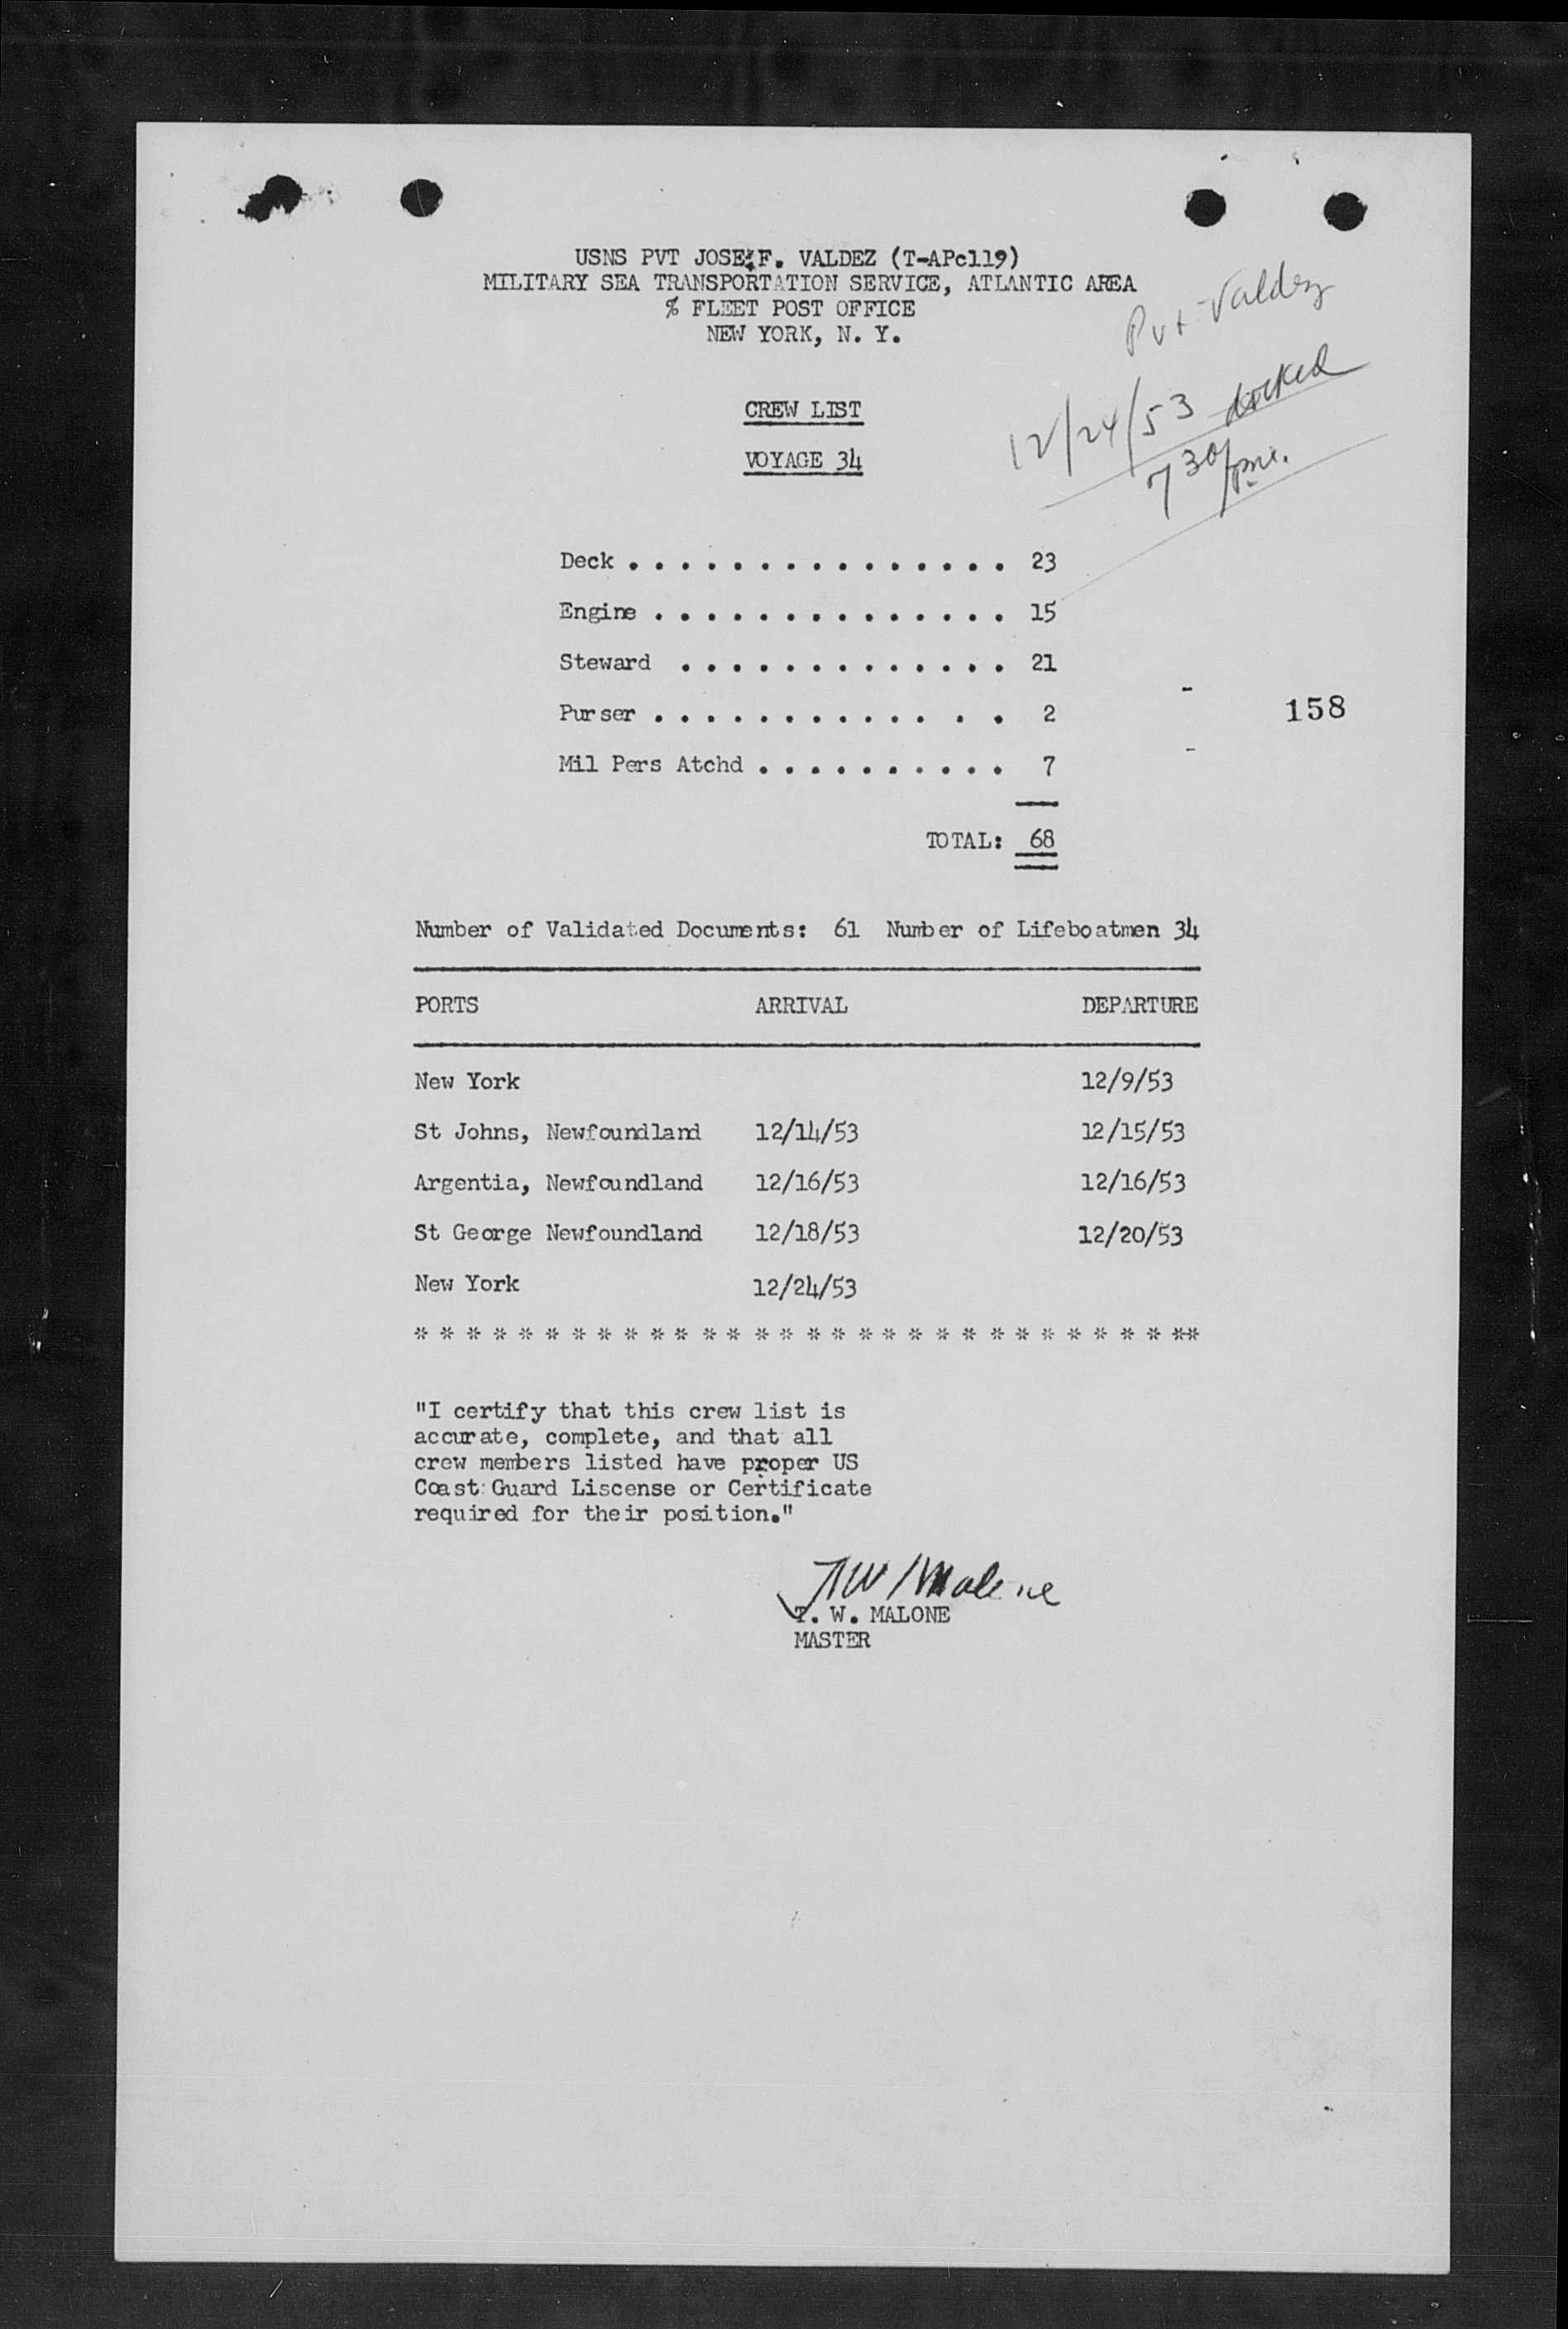 USNS PVT JOSE F. VALDEZ (T-APc119)
MILITARY SEA TRANSPORTATION SERVICE, ATLANTIC AREA
% FLEET POST OFFICE
NEW YORK, N. Y.
Pvt Valdez
12/24/53 docked
730 pm.
CREW LIST
VOYAGE 34
Deck . . . . . . . . . . . . . . . 23
Engine . . . . . . . . . . . . . . 15
Steward . . . . . . . . . . . . . 21
Purser . . . . . . . . . . . . . . 2
158
Mil Pers Atchd . . . . . . . . . . 7
TOTAL: 68
Number of Validated Documents: 61 Number of Lifeboatmen 34
PORTS ARRIVAL DEPARTURE
New York 12/9/53
St Johns, Newfoundland 12/14/53 12/15/53
Argentia, Newfoundland 12/16/53 12/16/53
St George Newfoundland 12/18/53 12/20/53
New York 12/24/53
* * * * * * * * * * * * * * * * * * * * * * * * * * * * * **
"I certify that this crew list is
accurate, complete, and that all
crew members listed have proper US
Coast Guard Liscense or Certificate
required for their position."
TW Malone
T. W. MALONE
MASTER